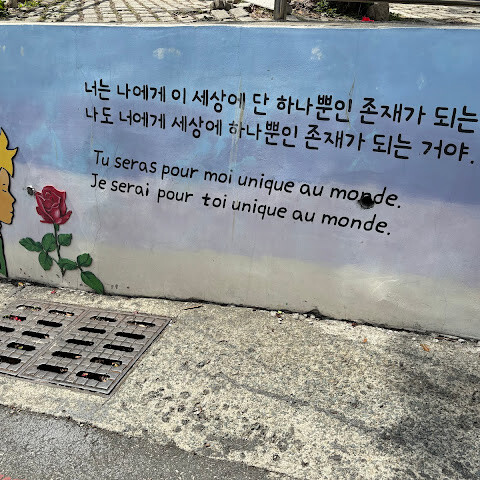 너는 나에게 이 세상에 단 하나뿐인 존재가 되는
나도 너에게 세상에 하나뿐인 존재가 되는 거야.
Tu seras pour moi unique au monde.
Je serai pour toi unique au monde.